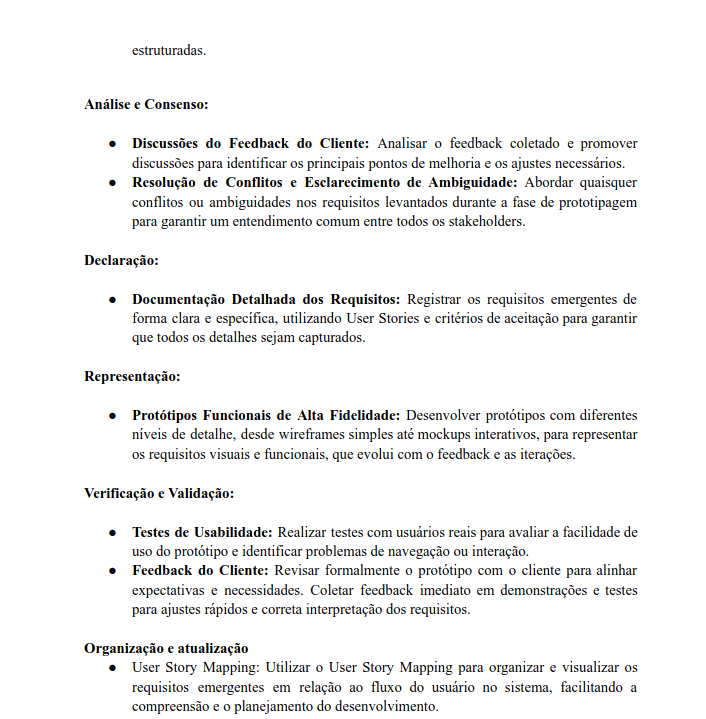 estruturadas.
Análise e Consenso:
● Discussões do Feedback do Cliente: Analisar o feedback coletado e promover
discussões para identificar os principais pontos de melhoria e os ajustes necessários.
● Resolução de Conflitos e Esclarecimento de Ambiguidade: Abordar quaisquer
conflitos ou ambiguidades nos requisitos levantados durante a fase de prototipagem
para garantir um entendimento comum entre todos os stakeholders.
Declaração:
● Documentação Detalhada dos Requisitos: Registrar os requisitos emergentes de
forma clara e específica, utilizando User Stories e critérios de aceitação para garantir
que todos os detalhes sejam capturados.
Representação:
● Protótipos Funcionais de Alta Fidelidade: Desenvolver protótipos com diferentes
níveis de detalhe, desde wireframes simples até mockups interativos, para representar
os requisitos visuais e funcionais, que evolui com o feedback e as iterações.
Verificação e Validação:
● Testes de Usabilidade: Realizar testes com usuários reais para avaliar a facilidade de
uso do protótipo e identificar problemas de navegação ou interação.
● Feedback do Cliente: Revisar formalmente o protótipo com o cliente para alinhar
expectativas e necessidades. Coletar feedback imediato em demonstrações e testes
para ajustes rápidos e correta interpretação dos requisitos.
Organização e atualização
● User Story Mapping: Utilizar o User Story Mapping para organizar e visualizar os
requisitos emergentes em relação ao fluxo do usuário no sistema, facilitando a
compreensão e o planejamento do desenvolvimento.